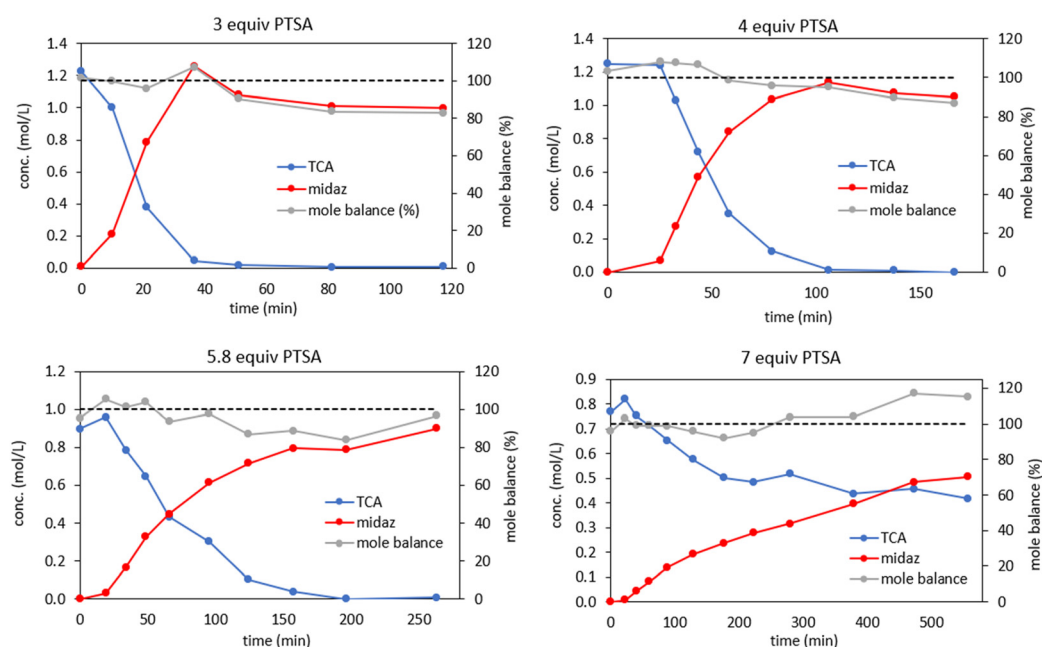 3 equiv PTSA
1.4
1.2
1.0
0.8
0.6
0.4
0.2
0.0
conc. (mol/L)
120
100
80
60
40
20
0
mole balance (%)
TCA
midaz
mole balance (%)
0 20 40 60 80 100 120
time (min)
4 equiv PTSA
1.4
1.2
1.0
0.8
0.6
0.4
0.2
0.0
conc. (mol/L)
120
100
80
60
40
20
0
mole balance (%)
TCA
midaz
mole balance
0 50 100 150
time (min)
5.8 equiv PTSA
1.2
1.0
0.8
0.6
0.4
0.2
0.0
conc. (mol/L)
120
100
80
60
40
20
0
mole balance (%)
TCA
midaz
mole balance
0 50 100 150 200 250
time (min)
7 equiv PTSA
0.9
0.8
0.7
0.6
0.5
0.4
0.3
0.2
0.1
0.0
conc. (mol/L)
120
100
80
60
40
20
0
mole balance (%)
TCA
midaz
mole balance
0 100 200 300 400 500
time (min)